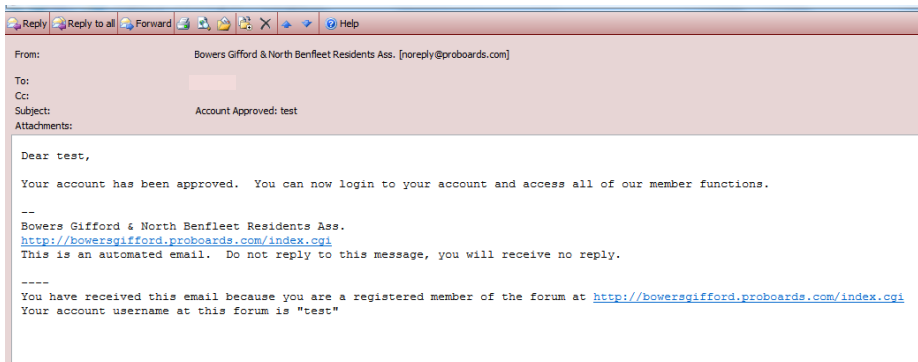 Reply Reply to all Forward Help
From: Bowers Gifford & North Benfleet Residents Ass. [noreply@proboards.com]
To:
Cc:
Subject: Account Approved: test
Attachments:
Dear test,
Your account has been approved.  You can now login to your account and access all of our member functions.
--
Bowers Gifford & North Benfleet Residents Ass.
http://bowersgifford.proboards.com/index.cgi
This is an automated email.  Do not reply to this message, you will receive no reply.
----
You have received this email because you are a registered member of the forum at http://bowersgifford.proboards.com/index.cgi
Your account username at this forum is "test"